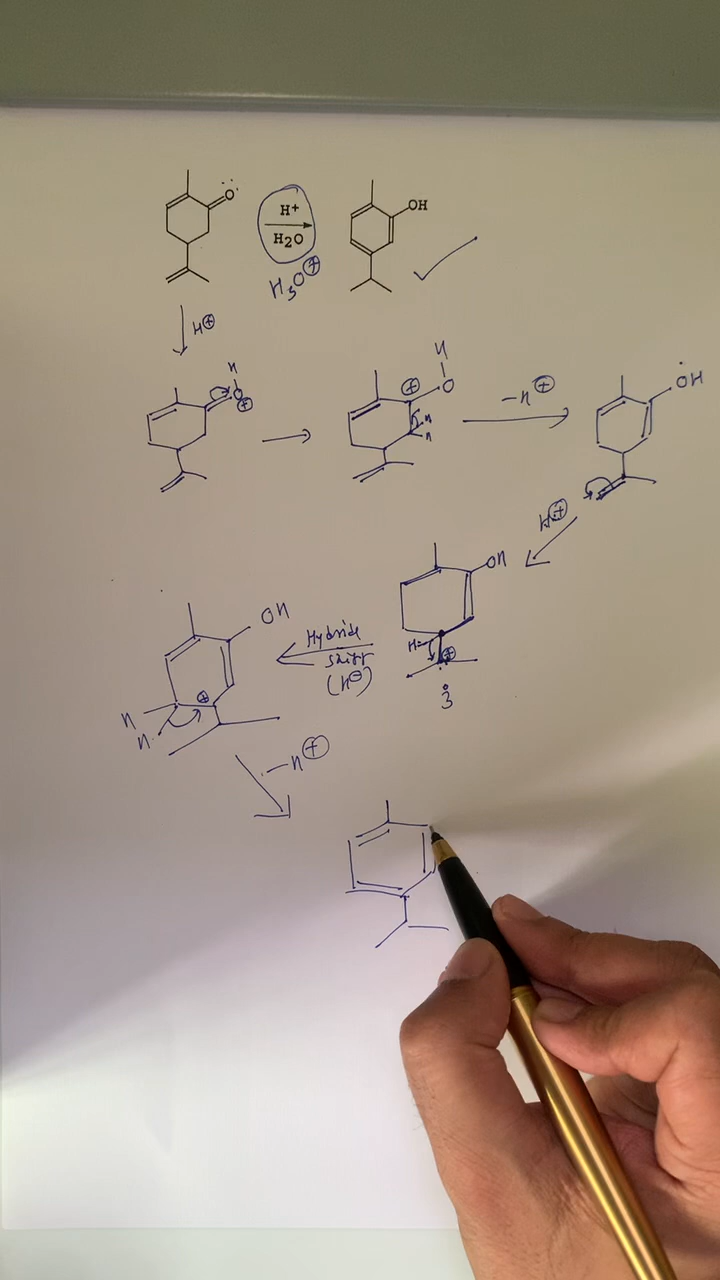 O
H+
H2O
OH
H3O⊕
H⊕
H
O
⊕
H
⊕
O
H
H
-H⊕
OH
H⊕
OH
H
⊕
3°
Hydride
shift
(H⊖)
OH
⊕
H
H
-H⊕